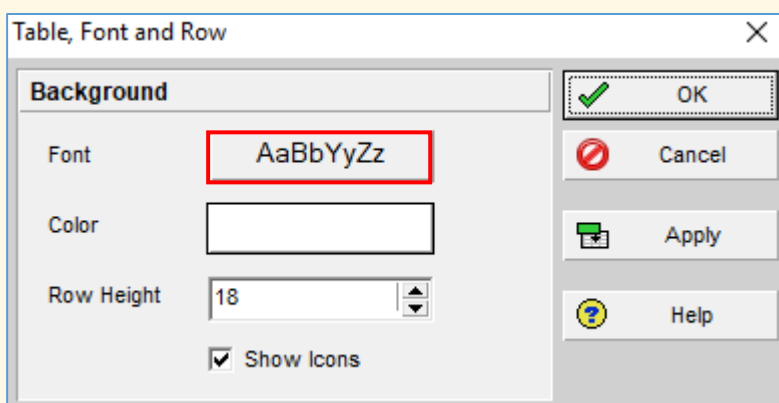 Table, Font and Row
Background
Font AaBbYyZz
Color
Row Height 18
Show Icons
OK
Cancel
Apply
Help